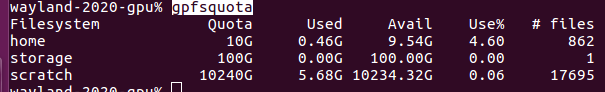 wayland-2020-gpu% gpfsquota
Filesystem Quota Used Avail Use% # files
home 10G 0.46G 9.54G 4.60 862
storage 100G 0.00G 100.00G 0.00 1
scratch 10240G 5.68G 10234.32G 0.06 17695
wayland-2020-gpu%